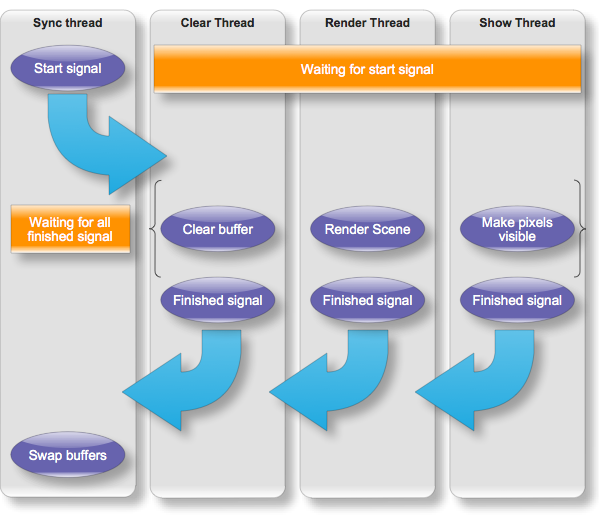 Sync thread
Clear Thread
Render Thread
Show Thread
Start signal
Waiting for start signal
Waiting for all
finished signal
Clear buffer
Render Scene
Make pixels
visible
Finished signal
Finished signal
Finished signal
Swap buffers